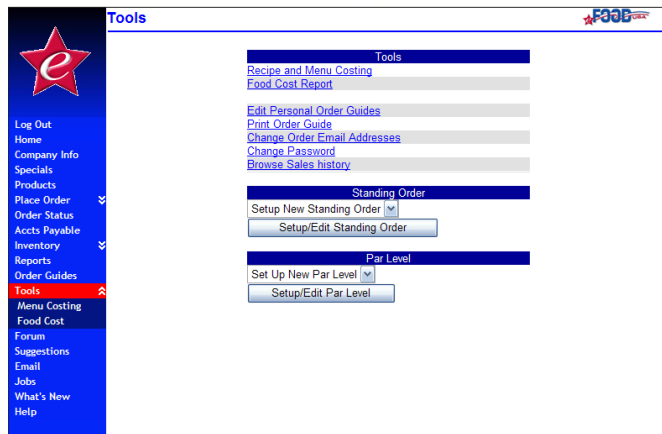 Tools
FOOD
USA
e
Log Out
Home
Company Info
Specials
Products
Place Order
Order Status
Accts Payable
Inventory
Reports
Order Guides
Tools
Menu Costing
Food Cost
Forum
Suggestions
Email
Jobs
What's New
Help
Tools
Recipe and Menu Costing
Food Cost Report
Edit Personal Order Guides
Print Order Guide
Change Order Email Addresses
Change Password
Browse Sales history
Standing Order
Setup New Standing Order
Setup/Edit Standing Order
Par Level
Set Up New Par Level
Setup/Edit Par Level